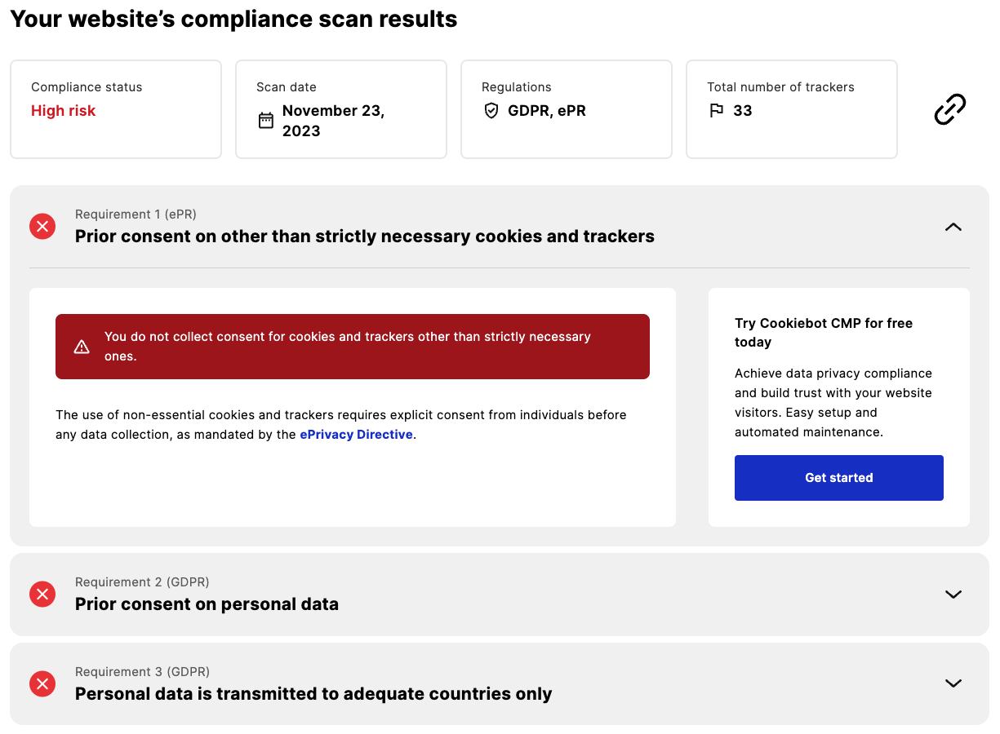 Your website’s compliance scan results
Compliance status
High risk
Scan date
November 23,
2023
Regulations
GDPR, ePR
Total number of trackers
33
Requirement 1 (ePR)
Prior consent on other than strictly necessary cookies and trackers
You do not collect consent for cookies and trackers other than strictly necessary
ones.
The use of non-essential cookies and trackers requires explicit consent from individuals before
any data collection, as mandated by the ePrivacy Directive.
Try Cookiebot CMP for free
today
Achieve data privacy compliance
and build trust with your website
visitors. Easy setup and
automated maintenance.
Get started
Requirement 2 (GDPR)
Prior consent on personal data
Requirement 3 (GDPR)
Personal data is transmitted to adequate countries only